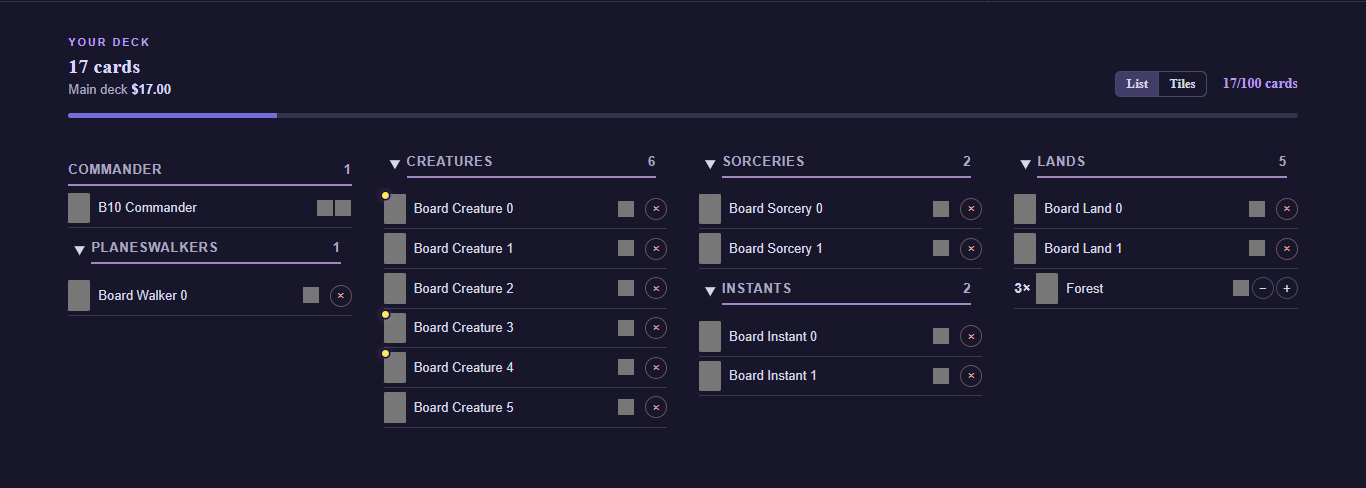 YOUR DECK
17 cards
Main deck $17.00
List Tiles 17/100 cards
COMMANDER 1
B10 Commander
PLANESWALKERS 1
Board Walker 0 ×
CREATURES 6
Board Creature 0 ×
Board Creature 1 ×
Board Creature 2 ×
Board Creature 3 ×
Board Creature 4 ×
Board Creature 5 ×
SORCERIES 2
Board Sorcery 0 ×
Board Sorcery 1 ×
INSTANTS 2
Board Instant 0 ×
Board Instant 1 ×
LANDS 5
Board Land 0 ×
Board Land 1 ×
3× Forest − +